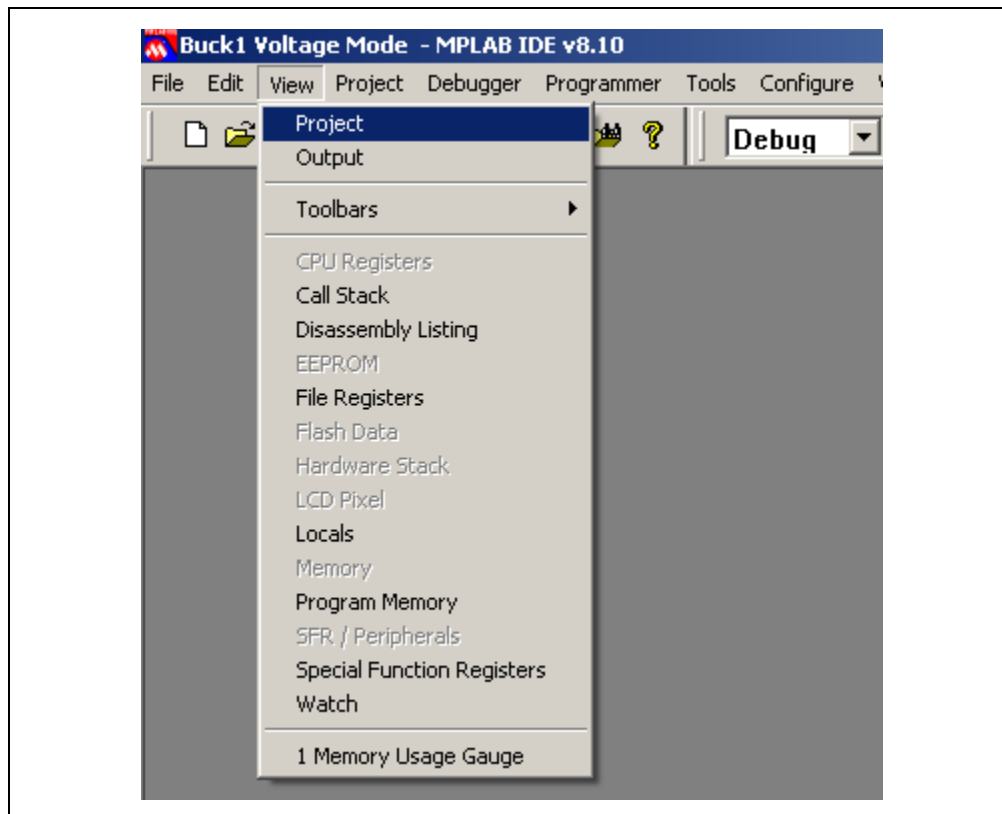 Buck1 Voltage Mode - MPLAB IDE v8.10
File Edit View Project Debugger Programmer Tools Configure
Debug
Project
Output
Toolbars
CPU Registers
Call Stack
Disassembly Listing
EEPROM
File Registers
Flash Data
Hardware Stack
LCD Pixel
Locals
Memory
Program Memory
SFR / Peripherals
Special Function Registers
Watch
1 Memory Usage Gauge